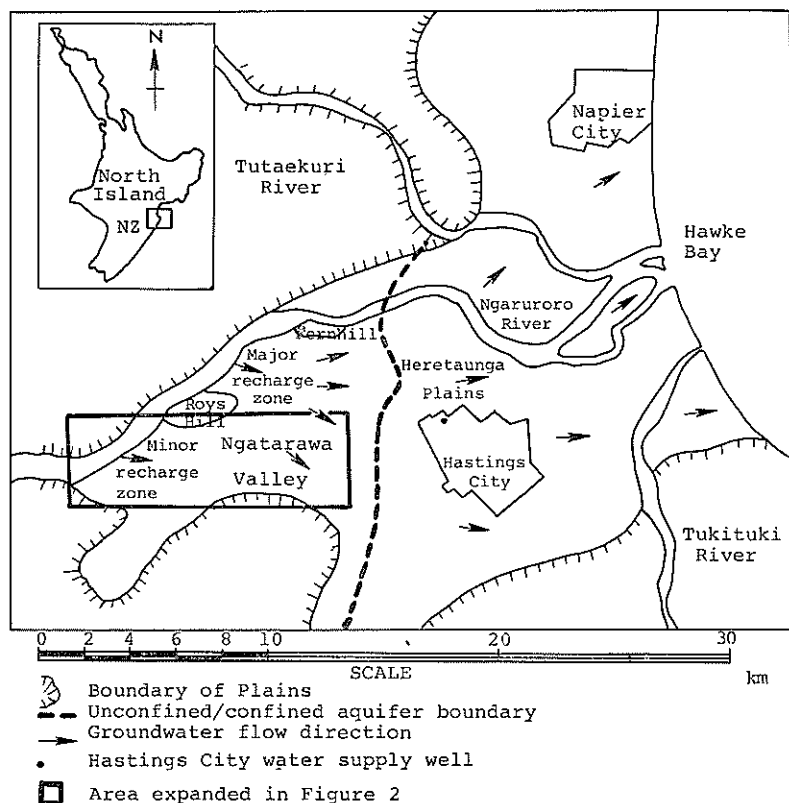 N
North
Island
NZ
Tutaekuri
River
Napier
City
Hawke
Bay
Ngaruroro
River
Fernhill
Major
recharge
zone
Heretaunga
Plains
Roys
Hill
Minor
recharge
zone
Ngatarawa
Valley
Hastings
City
Tukituki
River
0 2 4 6 8 10 20 30
SCALE
km
Boundary of Plains
Unconfined/confined aquifer boundary
Groundwater flow direction
Hastings City water supply well
Area expanded in Figure 2